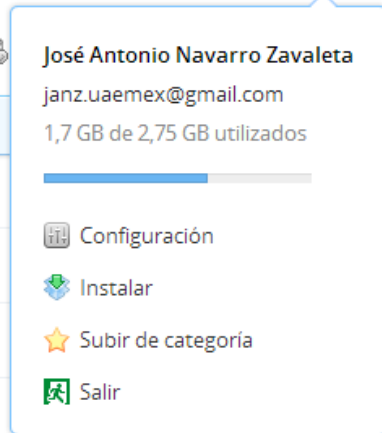 José Antonio Navarro Zavaleta
janz.uaemex@gmail.com
1,7 GB de 2,75 GB utilizados
Configuración
Instalar
Subir de categoría
Salir